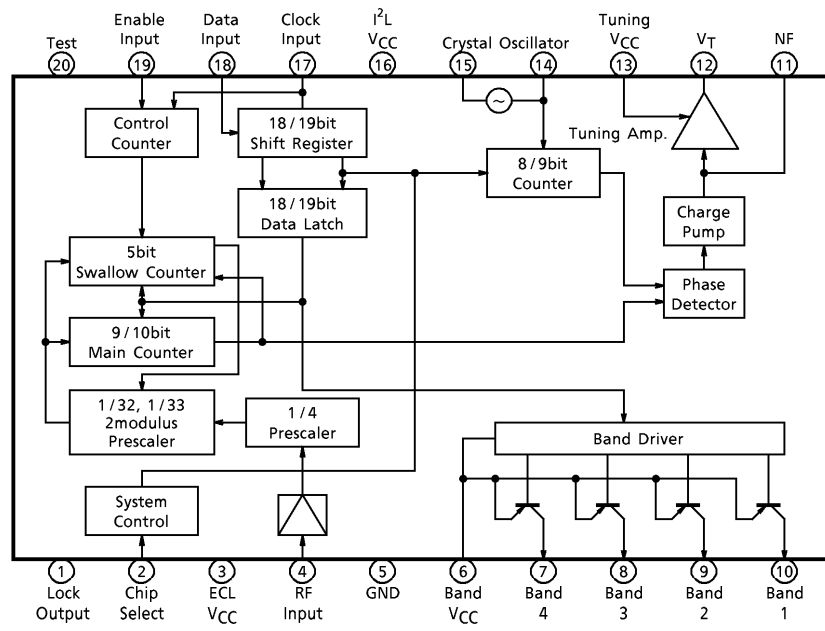 Test
20
Enable
Input
19
Data
Input
18
Clock
Input
17
I²L
VCC
16
Crystal Oscillator
15
14
Tuning
VCC
13
VT
12
NF
11
Control
Counter
18/19bit
Shift Register
18/19bit
Data Latch
~
8/9bit
Counter
Tuning Amp.
Charge
Pump
Phase
Detector
5bit
Swallow Counter
9/10bit
Main Counter
1/32, 1/33
2modulus
Prescaler
1/4
Prescaler
Band Driver
System
Control
1
Lock
Output
2
Chip
Select
3
ECL
VCC
4
RF
Input
5
GND
6
Band
VCC
7
Band
4
8
Band
3
9
Band
2
10
Band
1